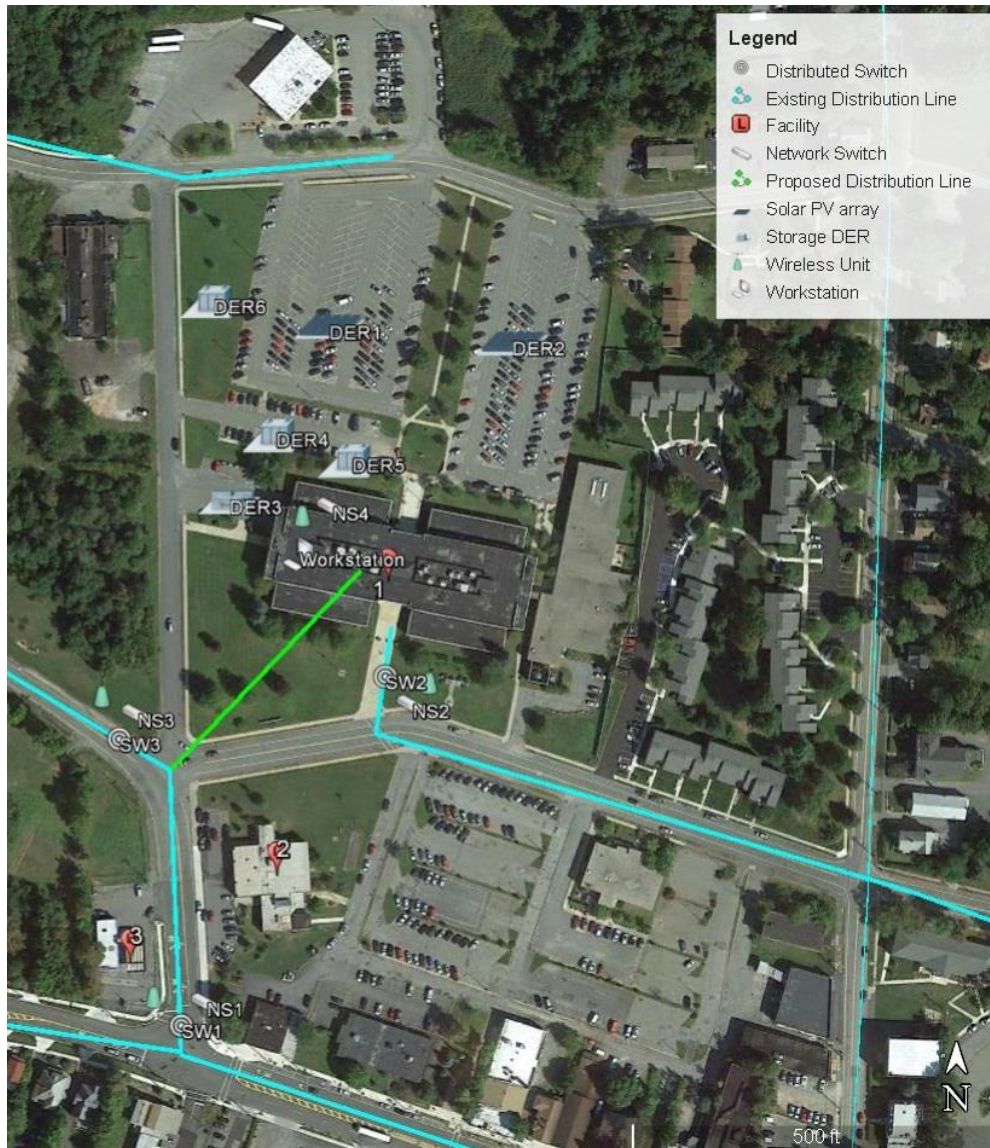 Legend
Distributed Switch
Existing Distribution Line
L
Facility
Network Switch
Proposed Distribution Line
Solar PV array
Storage DER
Wireless Unit
Workstation
DER6
DER1
DER2
DER4
DER5
DER3
NS4
Workstation
1
SW2
NS2
NS3
SW3
2
3
NS1
SW1
N
500 ft